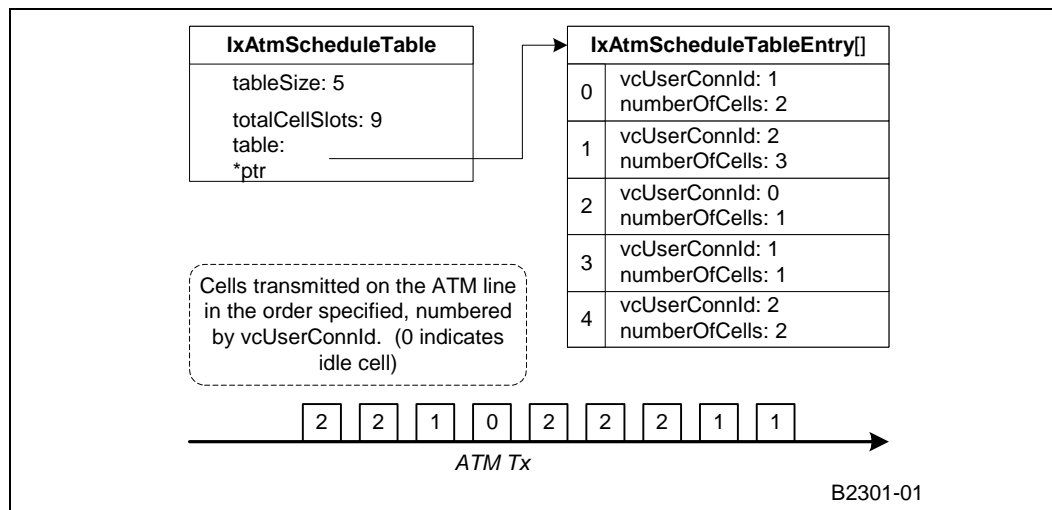 IxAtmScheduleTable
tableSize: 5
totalCellSlots: 9
table:
*ptr
IxAtmScheduleTableEntry[]
0
vcUserConnId: 1
numberOfCells: 2
1
vcUserConnId: 2
numberOfCells: 3
2
vcUserConnId: 0
numberOfCells: 1
3
vcUserConnId: 1
numberOfCells: 1
4
vcUserConnId: 2
numberOfCells: 2
Cells transmitted on the ATM line
in the order specified, numbered
by vcUserConnId. (0 indicates
idle cell)
2 2 1 0 2 2 2 1 1
ATM Tx
B2301-01